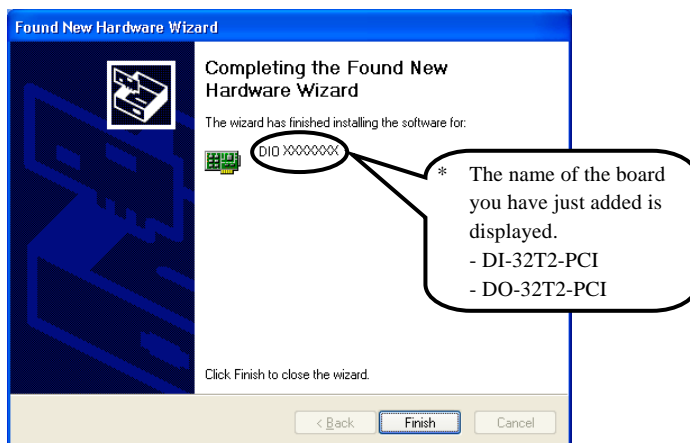 Found New Hardware Wizard
Completing the Found New
Hardware Wizard
The wizard has finished installing the software for:
DIO XXXXXXX
* The name of the board
you have just added is
displayed.
- DI-32T2-PCI
- DO-32T2-PCI
Click Finish to close the wizard.
< Back Finish Cancel